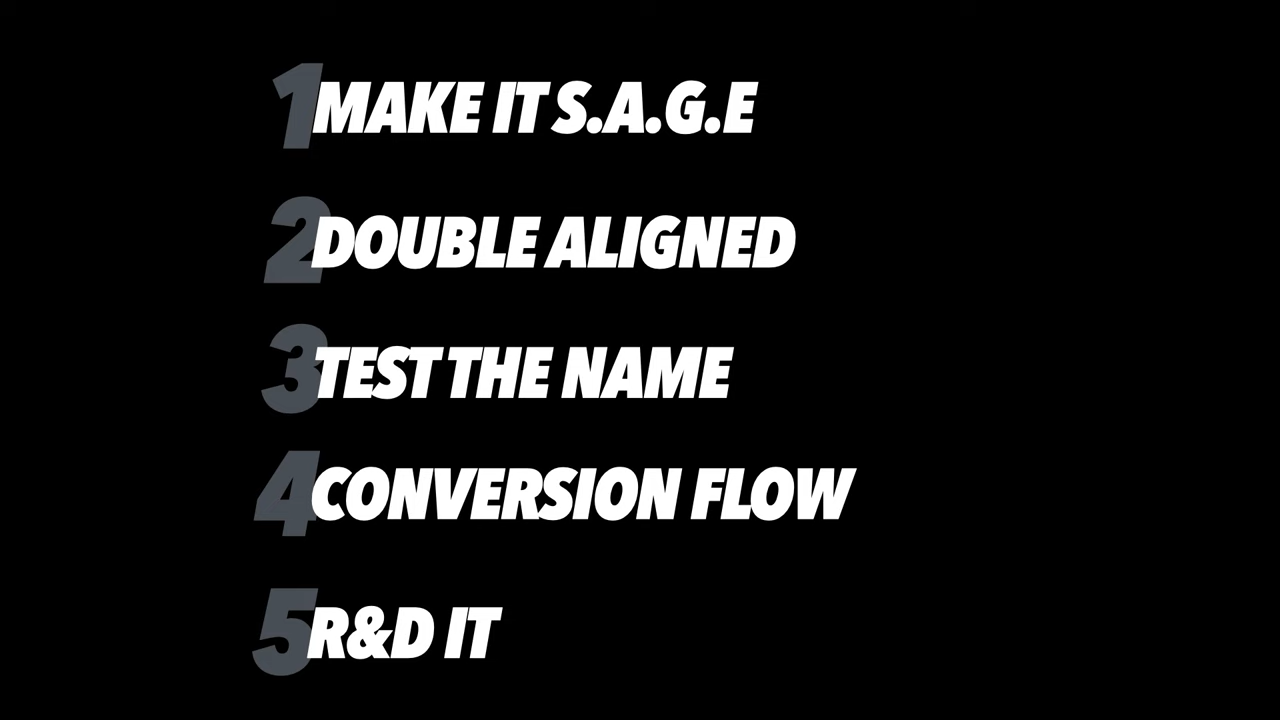 1 MAKE IT S.A.G.E
2 DOUBLE ALIGNED
3 TEST THE NAME
4 CONVERSION FLOW
5 R&D IT